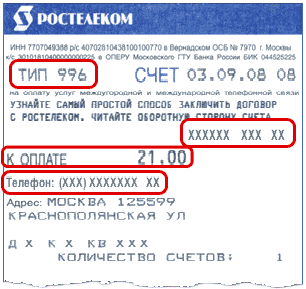 РОСТЕЛЕКОМ
ИНН 7707049388 р/с 40702810438100100770 в Вернадском ОСБ № 7970 г. Москвы
к/с 30101810400000000225 в ОПЕРУ Московского ГТУ Банка России БИК 044525225
ТИП 996 СЧЕТ 03.09.08 08
на оплату услуг междугородной и международной телефонной связи
УЗНАЙТЕ САМЫЙ ПРОСТОЙ СПОСОБ ЗАКЛЮЧИТЬ ДОГОВОР
С РОСТЕЛЕКОМ. ЧИТАЙТЕ ОБОРОТНУЮ СТОРОНУ СЧЕТА
XXXXXX XXX XX
К ОПЛАТЕ 21,00
Телефон: (XXX) XXXXXXX XX
Адрес: МОСКВА 125599
КРАСНОПОЛЯНСКАЯ УЛ
Д X К X КВ XXX
КОЛИЧЕСТВО СЧЕТОВ: 1